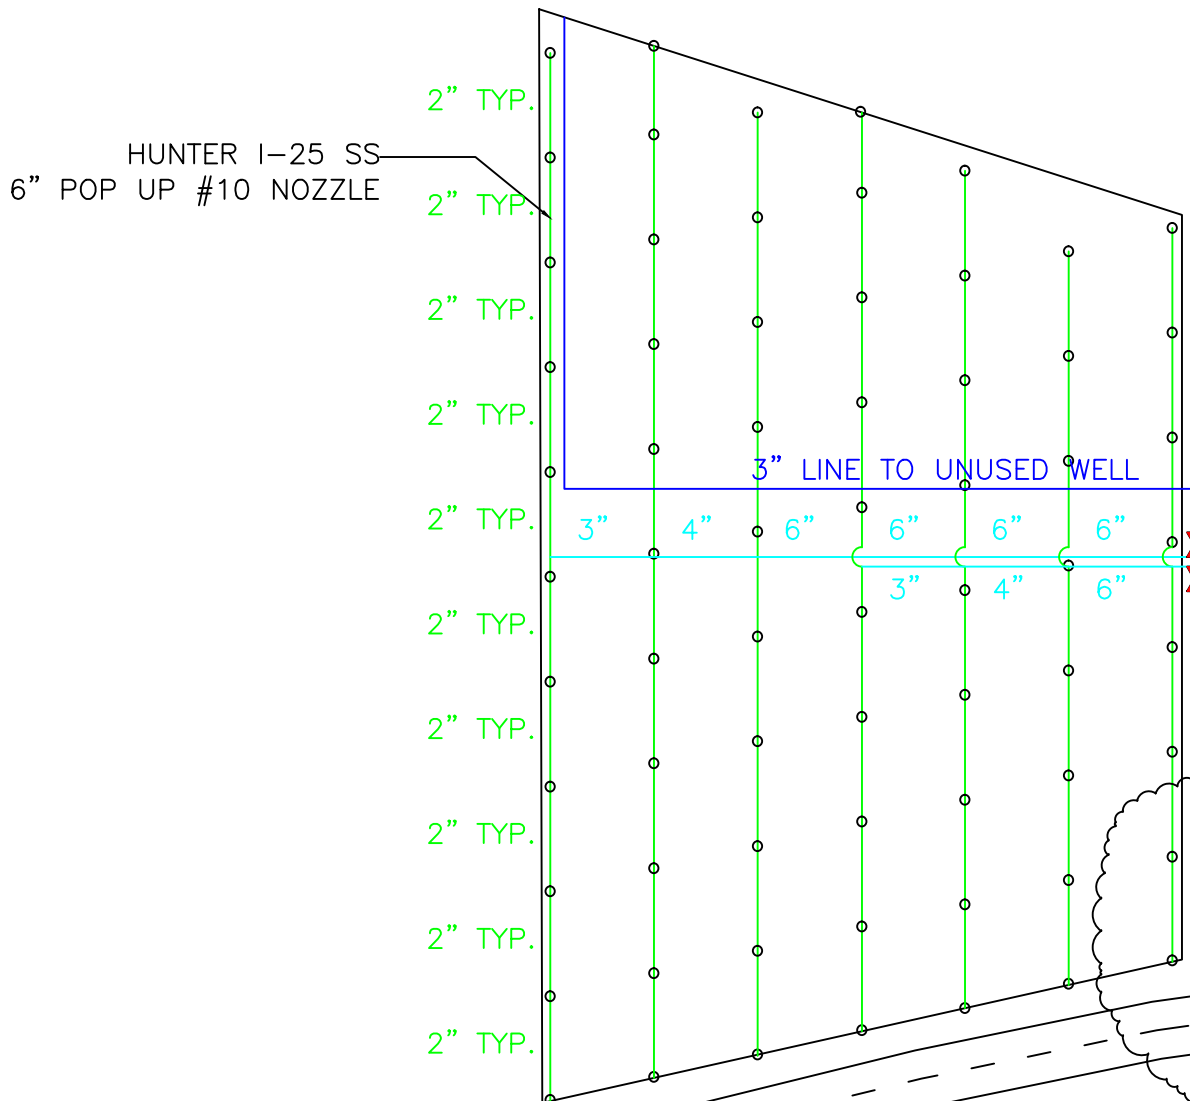 2” TYP.
HUNTER I-25 SS
6” POP UP #10 NOZZLE
2” TYP.
2” TYP.
2” TYP.
3” LINE TO UNUSED WELL
2” TYP.
3” 4” 6” 6” 6” 6”
3” 4” 6”
2” TYP.
2” TYP.
2” TYP.
2” TYP.
2” TYP.